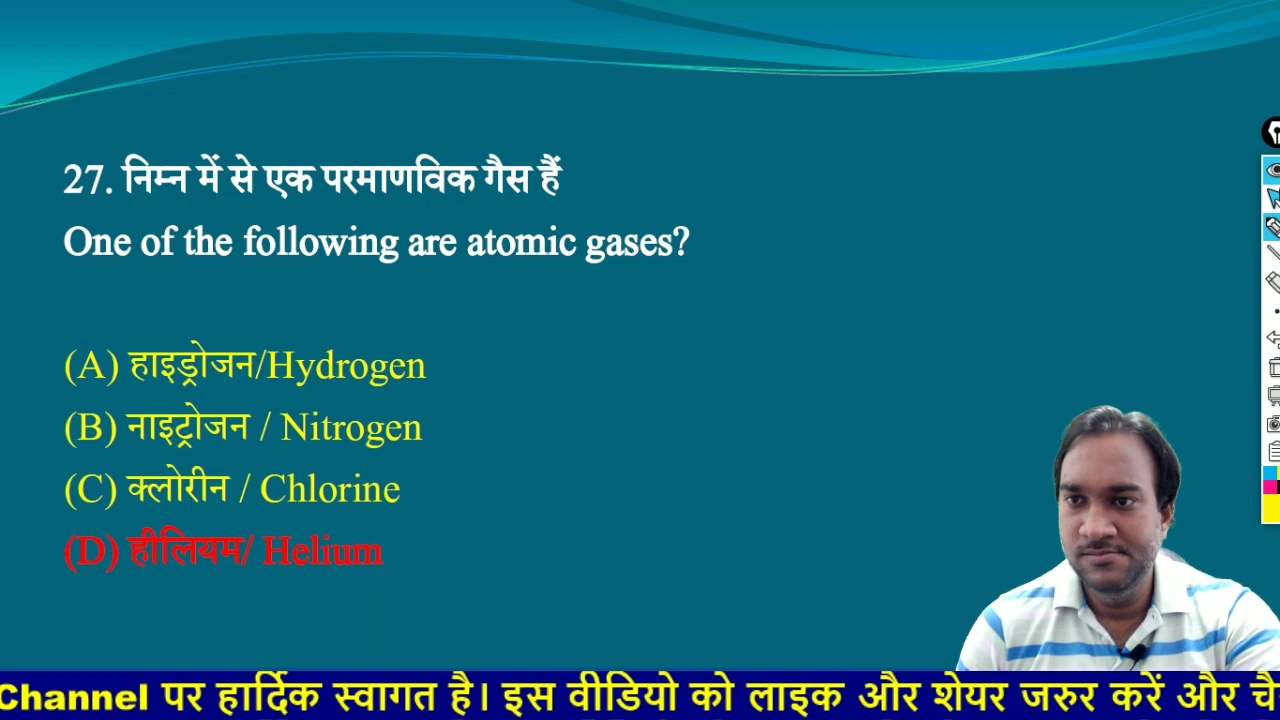 27. निम्न में से एक परमाणविक गैस हैं
One of the following are atomic gases?
(A) हाइड्रोजन/Hydrogen
(B) नाइट्रोजन / Nitrogen
(C) क्लोरीन / Chlorine
(D) हीलियम/ Helium
Channel पर हार्दिक स्वागत है। इस वीडियो को लाइक और शेयर जरुर करें और चै